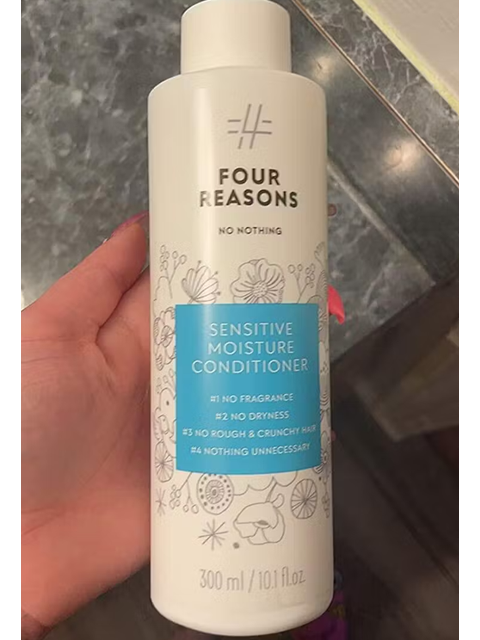 =4=
FOUR
REASONS
NO NOTHING
SENSITIVE
MOISTURE
CONDITIONER
#1 NO FRAGRANCE
#2 NO DRYNESS
#3 NO ROUGH & CRUNCHY HAIR
#4 NOTHING UNNECESSARY
300 ml / 10.1 fl.oz.